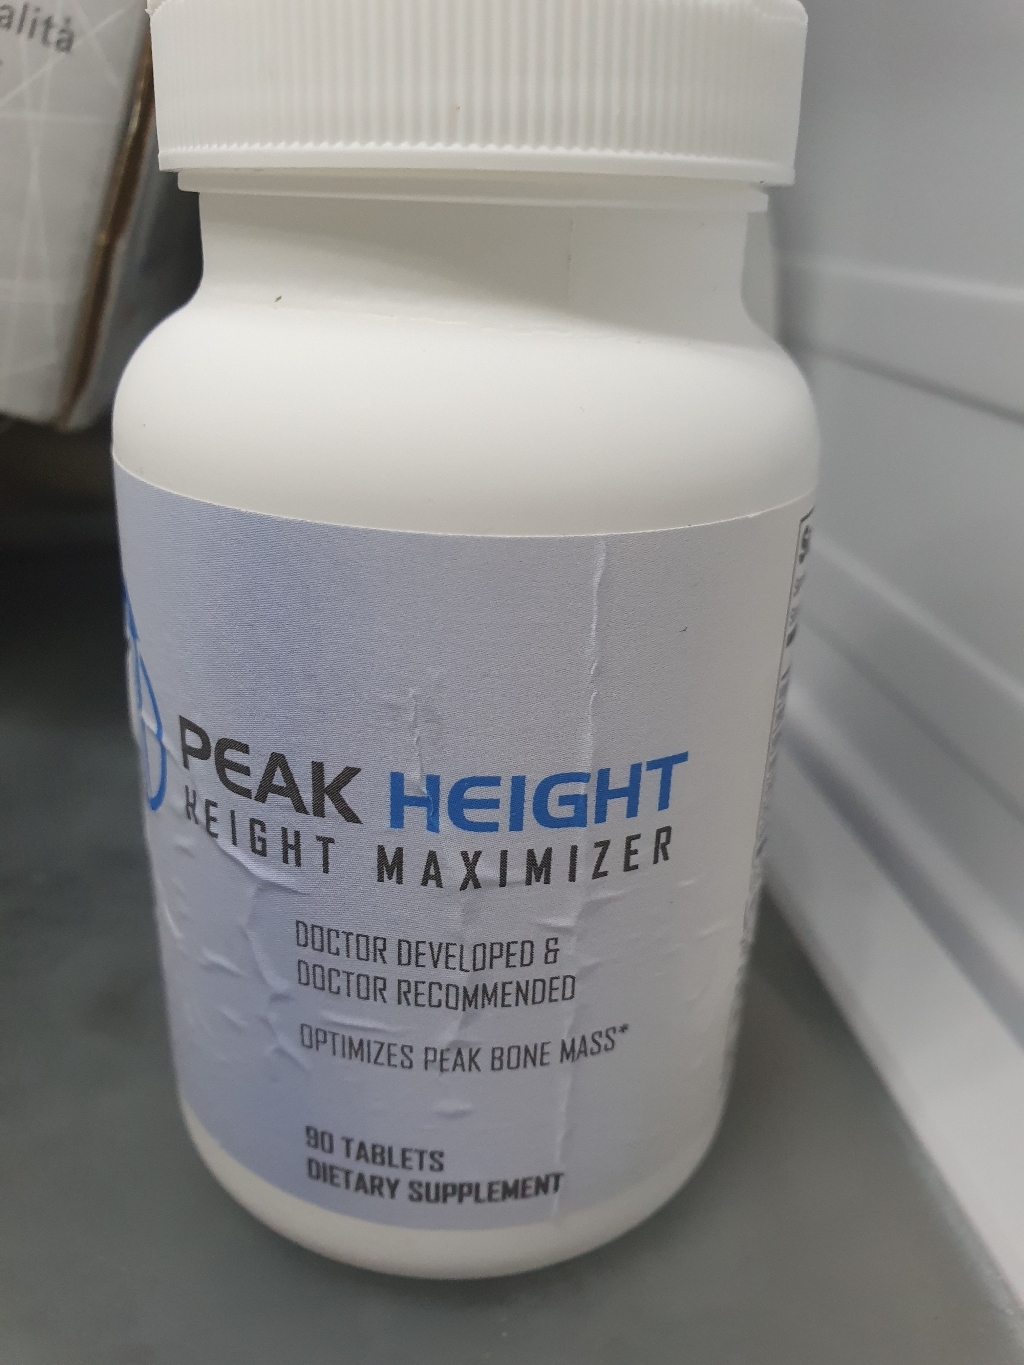 alità
PEAK HEIGHT
HEIGHT MAXIMIZER
DOCTOR DEVELOPED &
DOCTOR RECOMMENDED
OPTIMIZES PEAK BONE MASS*
90 TABLETS
DIETARY SUPPLEMENT